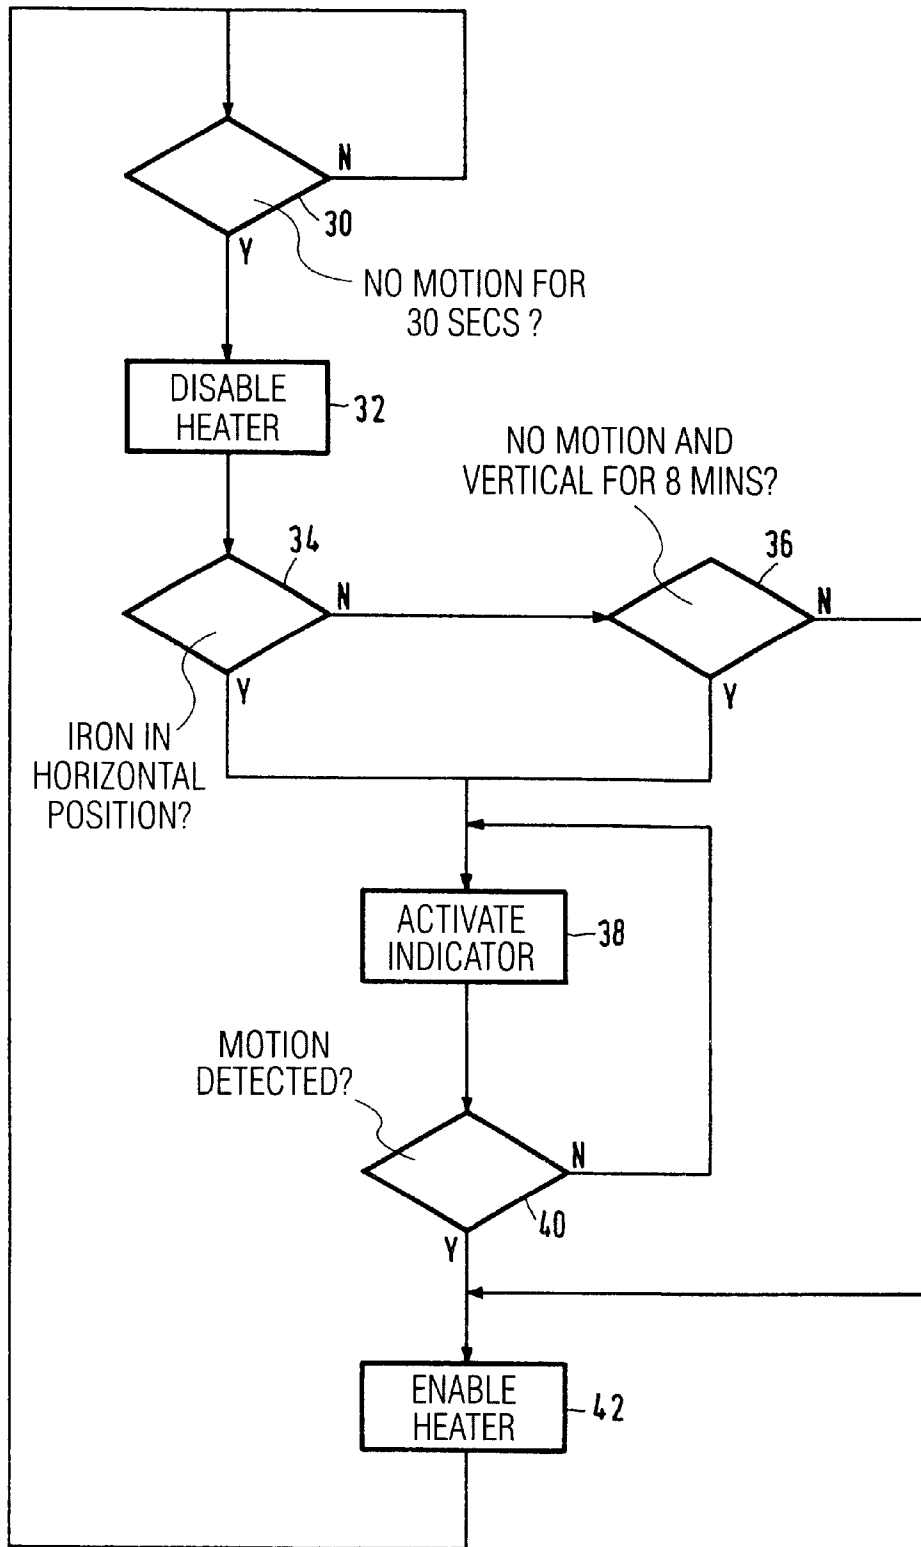 N
30
Y
NO MOTION FOR
30 SECS ?
DISABLE
HEATER
32
NO MOTION AND
VERTICAL FOR 8 MINS?
34
36
N
N
Y
Y
IRON IN
HORIZONTAL
POSITION?
ACTIVATE
INDICATOR
38
MOTION
DETECTED?
N
40
Y
ENABLE
HEATER
42